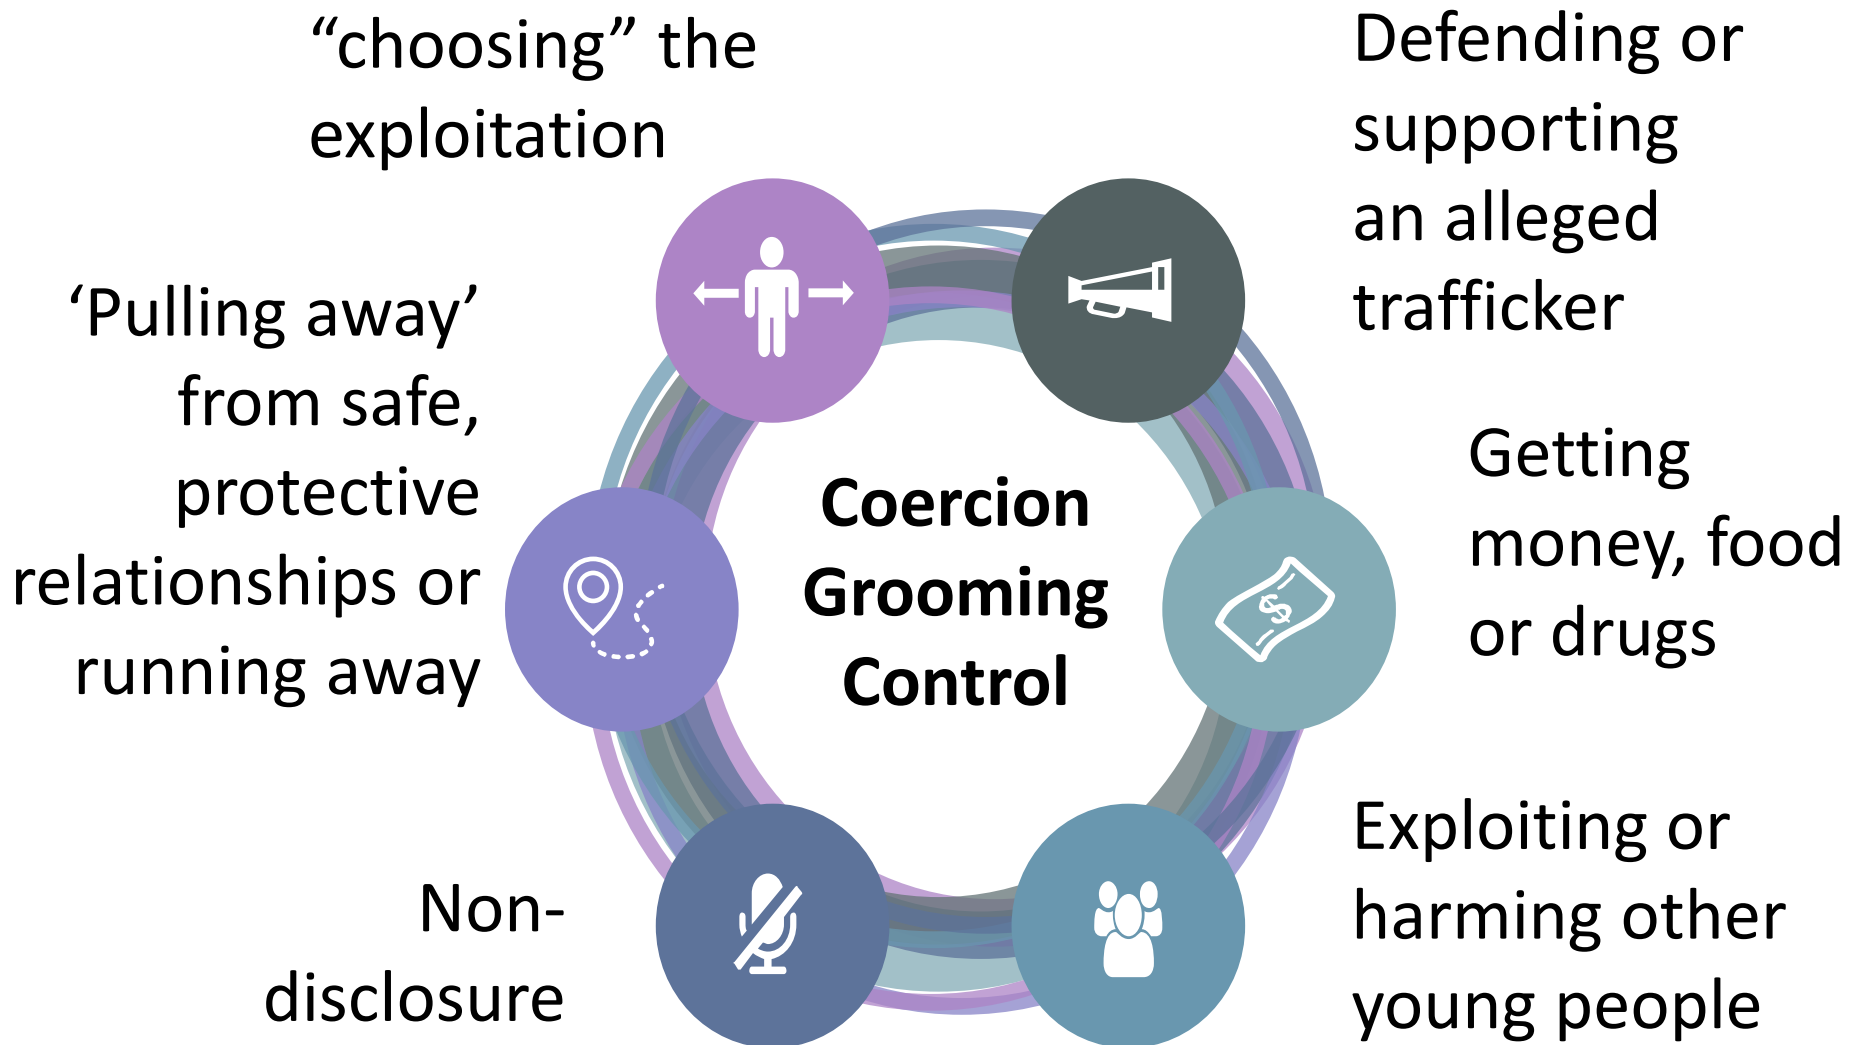 “choosing” the
exploitation
Defending or
supporting
an alleged
trafficker
‘Pulling away’
from safe,
protective
relationships or
running away
Coercion
Grooming
Control
Getting
money, food
or drugs
$
Non-
disclosure
Exploiting or
harming other
young people